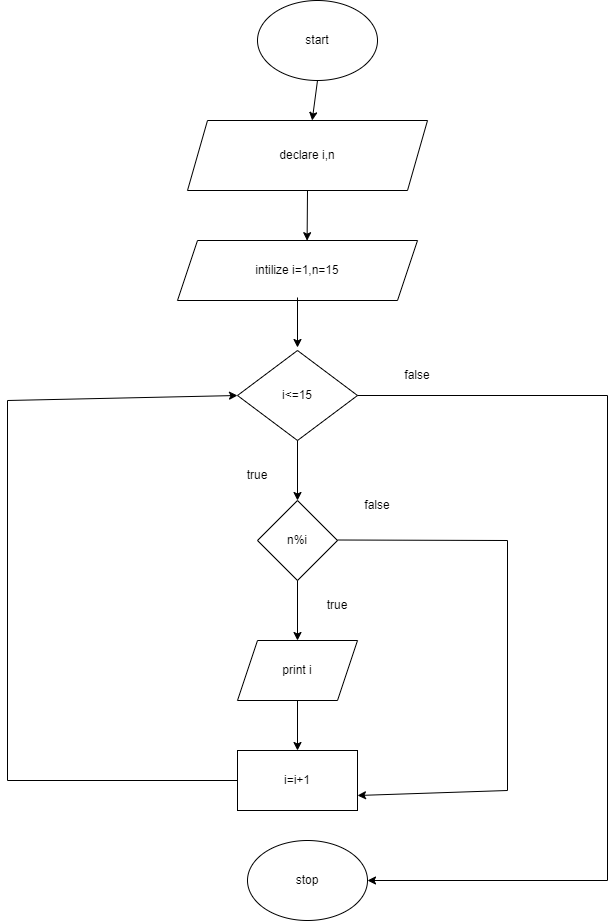 start
declare i,n
intilize i=1,n=15
i<=15
false
true
n%i
false
true
print i
i=i+1
stop